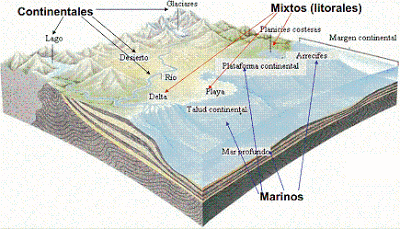 Glaciares
Continentales
Mixtos (litorales)
Lago
Planicies costeras
Margen continental
Desierto
Arrecifes
Plataforma continental
Río
Delta
Playa
Talud continental
Mar profundo
Marinos